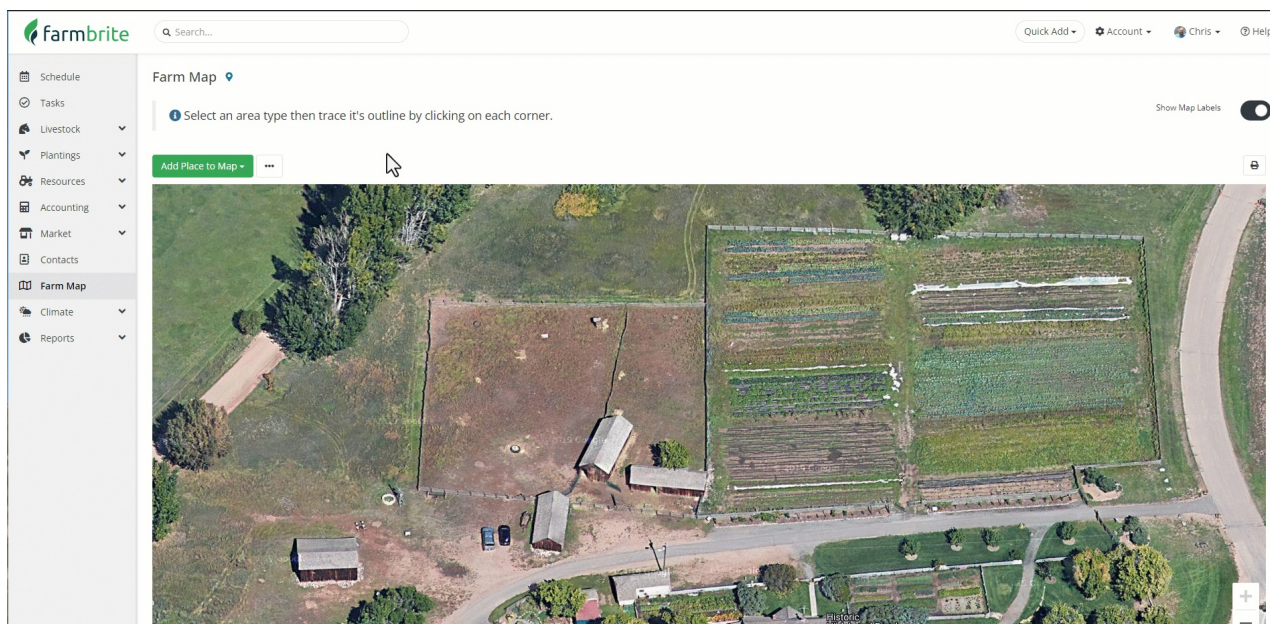 farmbrite
Search...
Quick Add
Account
Chris
Help
Schedule
Tasks
Livestock
Plantings
Resources
Accounting
Market
Contacts
Farm Map
Climate
Reports
Farm Map
Select an area type then trace it's outline by clicking on each corner.
Show Map Labels
Add Place to Map
Historic